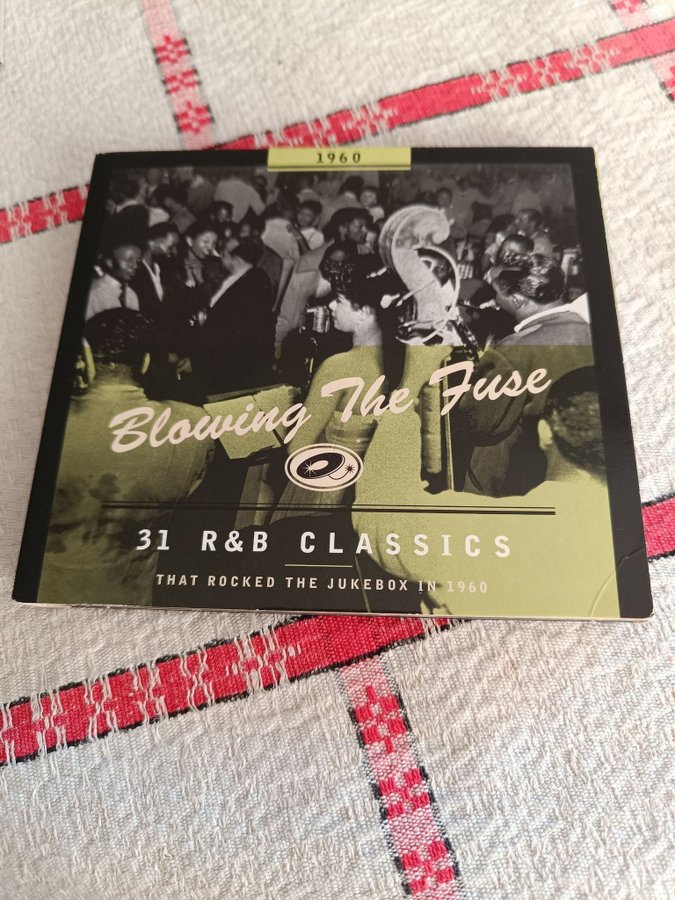 1960
Blowing The Fuse
31 R&B CLASSICS
THAT ROCKED THE JUKEBOX IN 1960